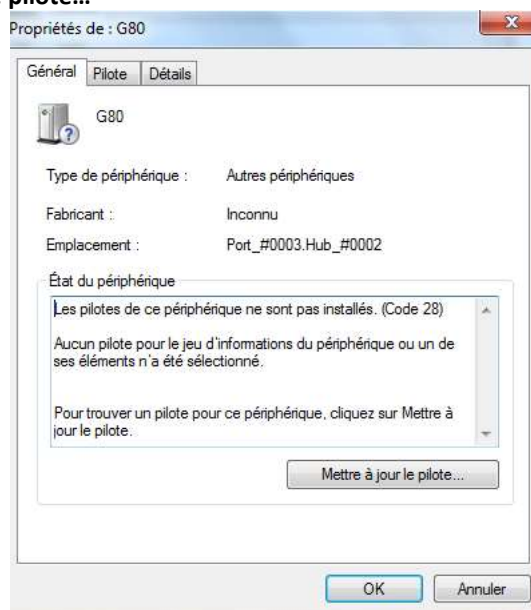 pilote...
Propriétés de : G80
Général Pilote Détails
G80
Type de périphérique : Autres périphériques
Fabricant : Inconnu
Emplacement : Port_#0003.Hub_#0002
État du périphérique
Les pilotes de ce périphérique ne sont pas installés. (Code 28)
Aucun pilote pour le jeu d'informations du périphérique ou un de
ses éléments n'a été sélectionné.
Pour trouver un pilote pour ce périphérique, cliquez sur Mettre à
jour le pilote.
Mettre à jour le pilote...
OK Annuler